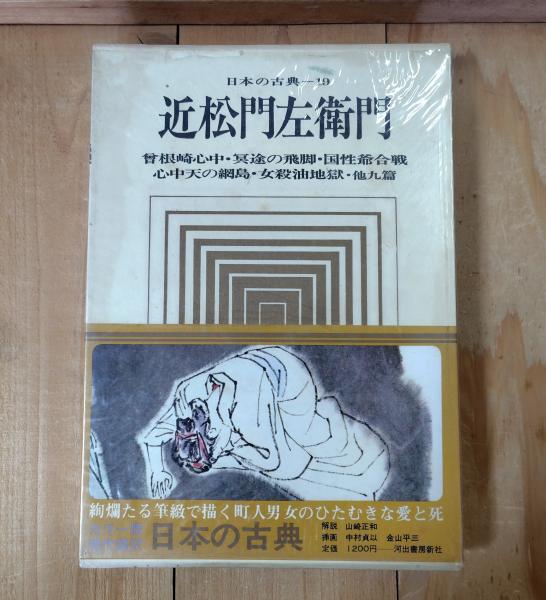 日本の古典—19
近松門左衛門
曾根崎心中・冥途の飛脚・国性爺合戦
心中天の網島・女殺油地獄・他九篇
絢爛たる筆緻で描く町人男女のひたむきな愛と死
日本の古典
解説 山崎正和
挿画 中村貞以 金山平三
定価 1200円——河出書房新社